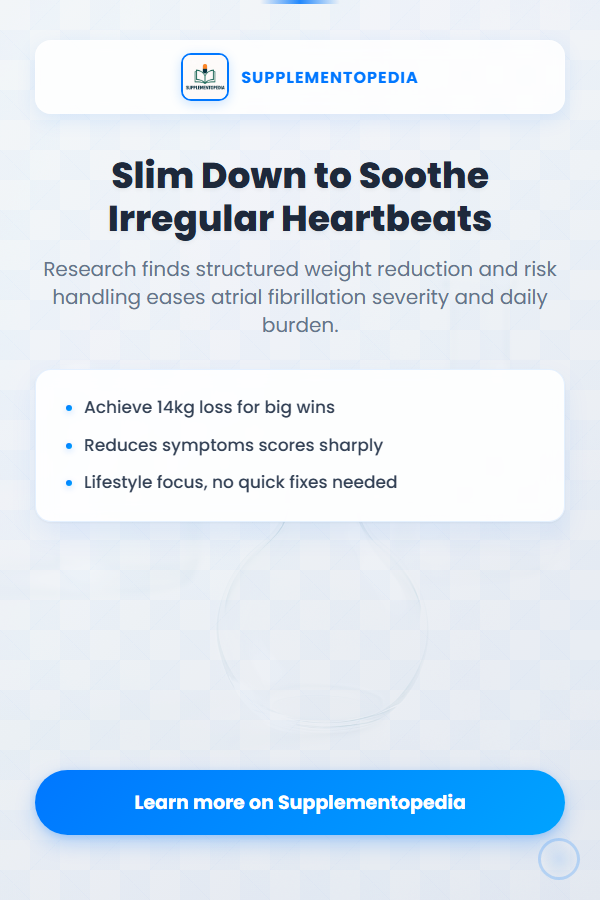 SUPPLEMENTOPEDIA
SUPPLEMENTOPEDIA
Slim Down to Soothe
Irregular Heartbeats
Research finds structured weight reduction and risk
handling eases atrial fibrillation severity and daily
burden.
Achieve 14kg loss for big wins
Reduces symptoms scores sharply
Lifestyle focus, no quick fixes needed
Learn more on Supplementopedia